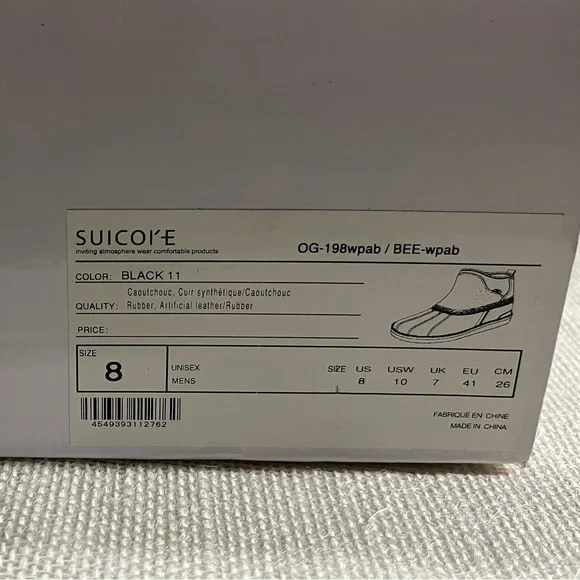 SUICOKE
inviting atmosphere wear comfortable products
OG-198wpab / BEE-wpab
COLOR: BLACK 11
Caoutchouc, Cuir synthétique/Caoutchouc
QUALITY: Rubber, Artificial leather/Rubber
PRICE:
SIZE
8
UNISEX
MENS
SIZE US USW UK EU CM
8 10 7 41 26
4549393112762
FABRIQUÉ EN CHINE
MADE IN CHINA